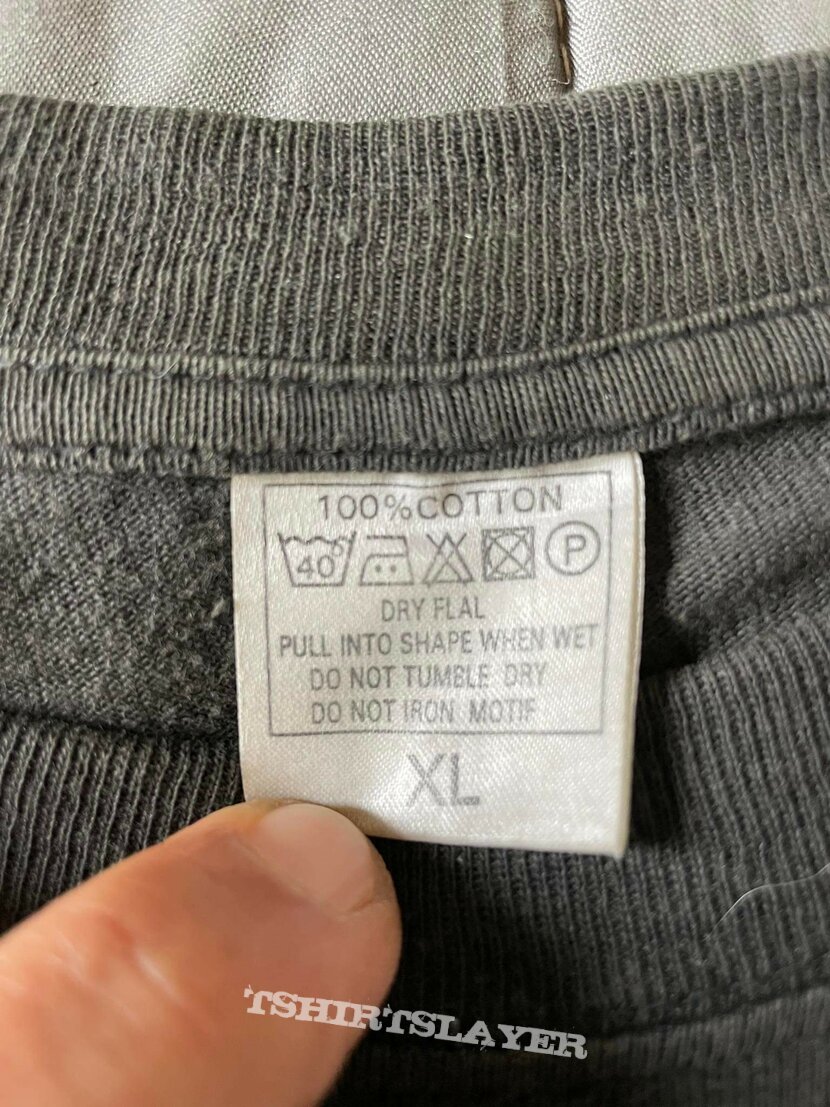 100%COTTON
40° P
DRY FLAL
PULL INTO SHAPE WHEN WET
DO NOT TUMBLE DRY
DO NOT IRON MOTIF
XL
TSHIRTSLAYER